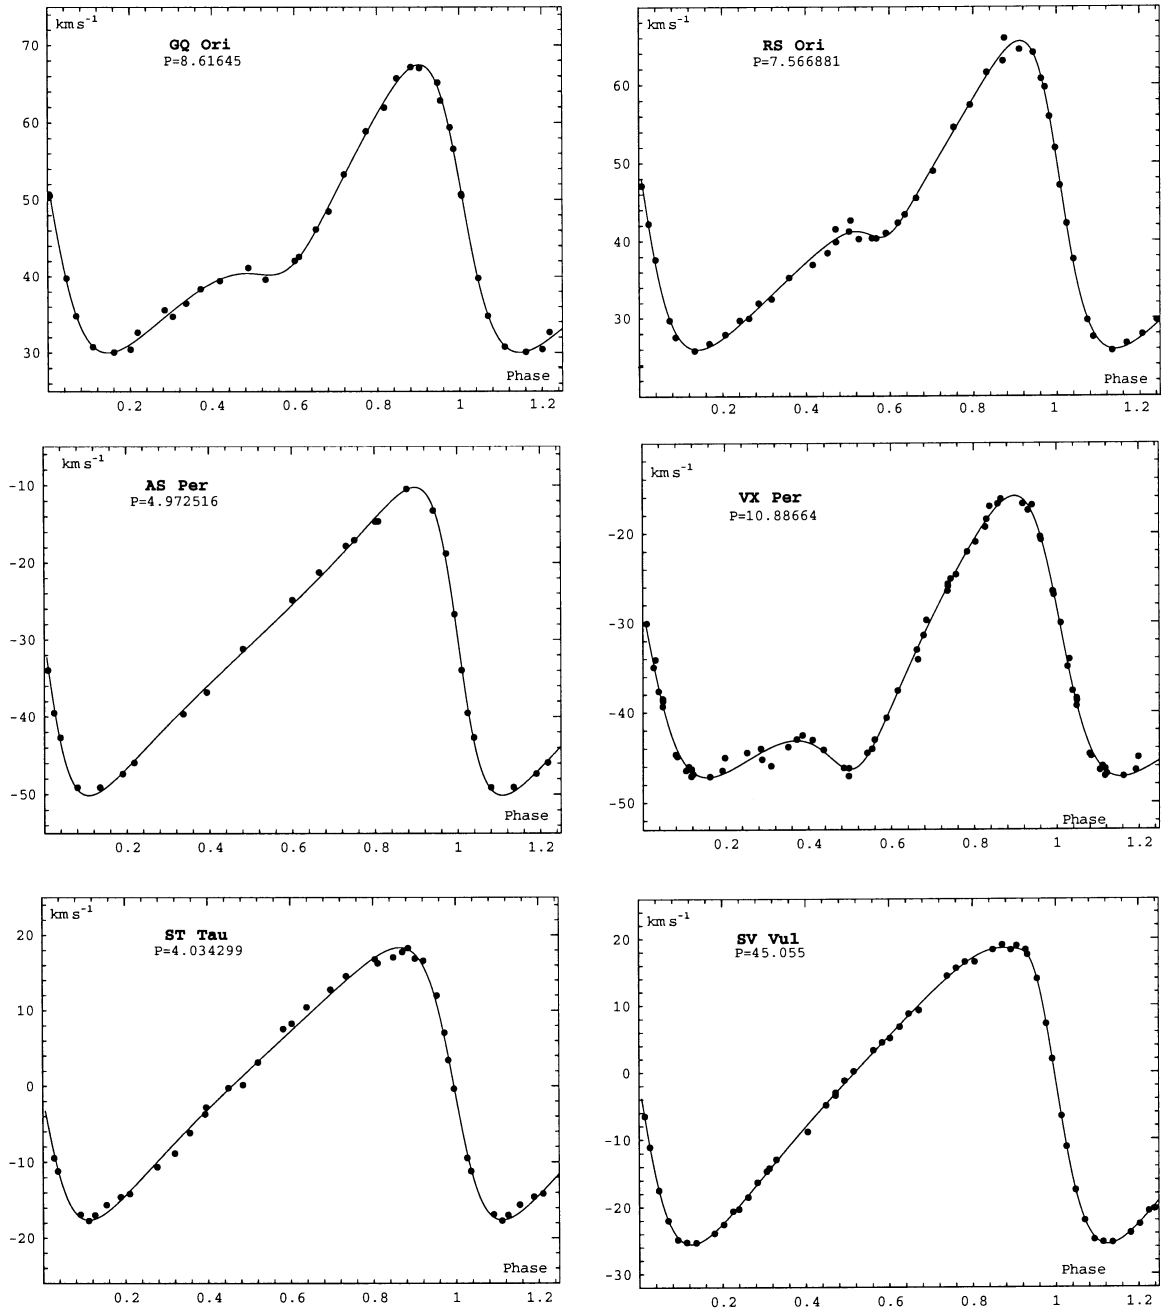 km s⁻¹
GQ Ori
P=8.61645
70
60
50
40
30
Phase
0.2 0.4 0.6 0.8 1 1.2
km s⁻¹
RS Ori
P=7.566881
60
50
40
30
Phase
0.2 0.4 0.6 0.8 1 1.2
km s⁻¹
AS Per
P=4.972516
-10
-20
-30
-40
-50
Phase
0.2 0.4 0.6 0.8 1 1.2
km s⁻¹
VX Per
P=10.88664
-20
-30
-40
-50
Phase
0.2 0.4 0.6 0.8 1 1.2
km s⁻¹
ST Tau
P=4.034299
20
10
0
-10
-20
Phase
0.2 0.4 0.6 0.8 1 1.2
km s⁻¹
SV Vul
P=45.055
20
10
0
-10
-20
-30
Phase
0.2 0.4 0.6 0.8 1 1.2